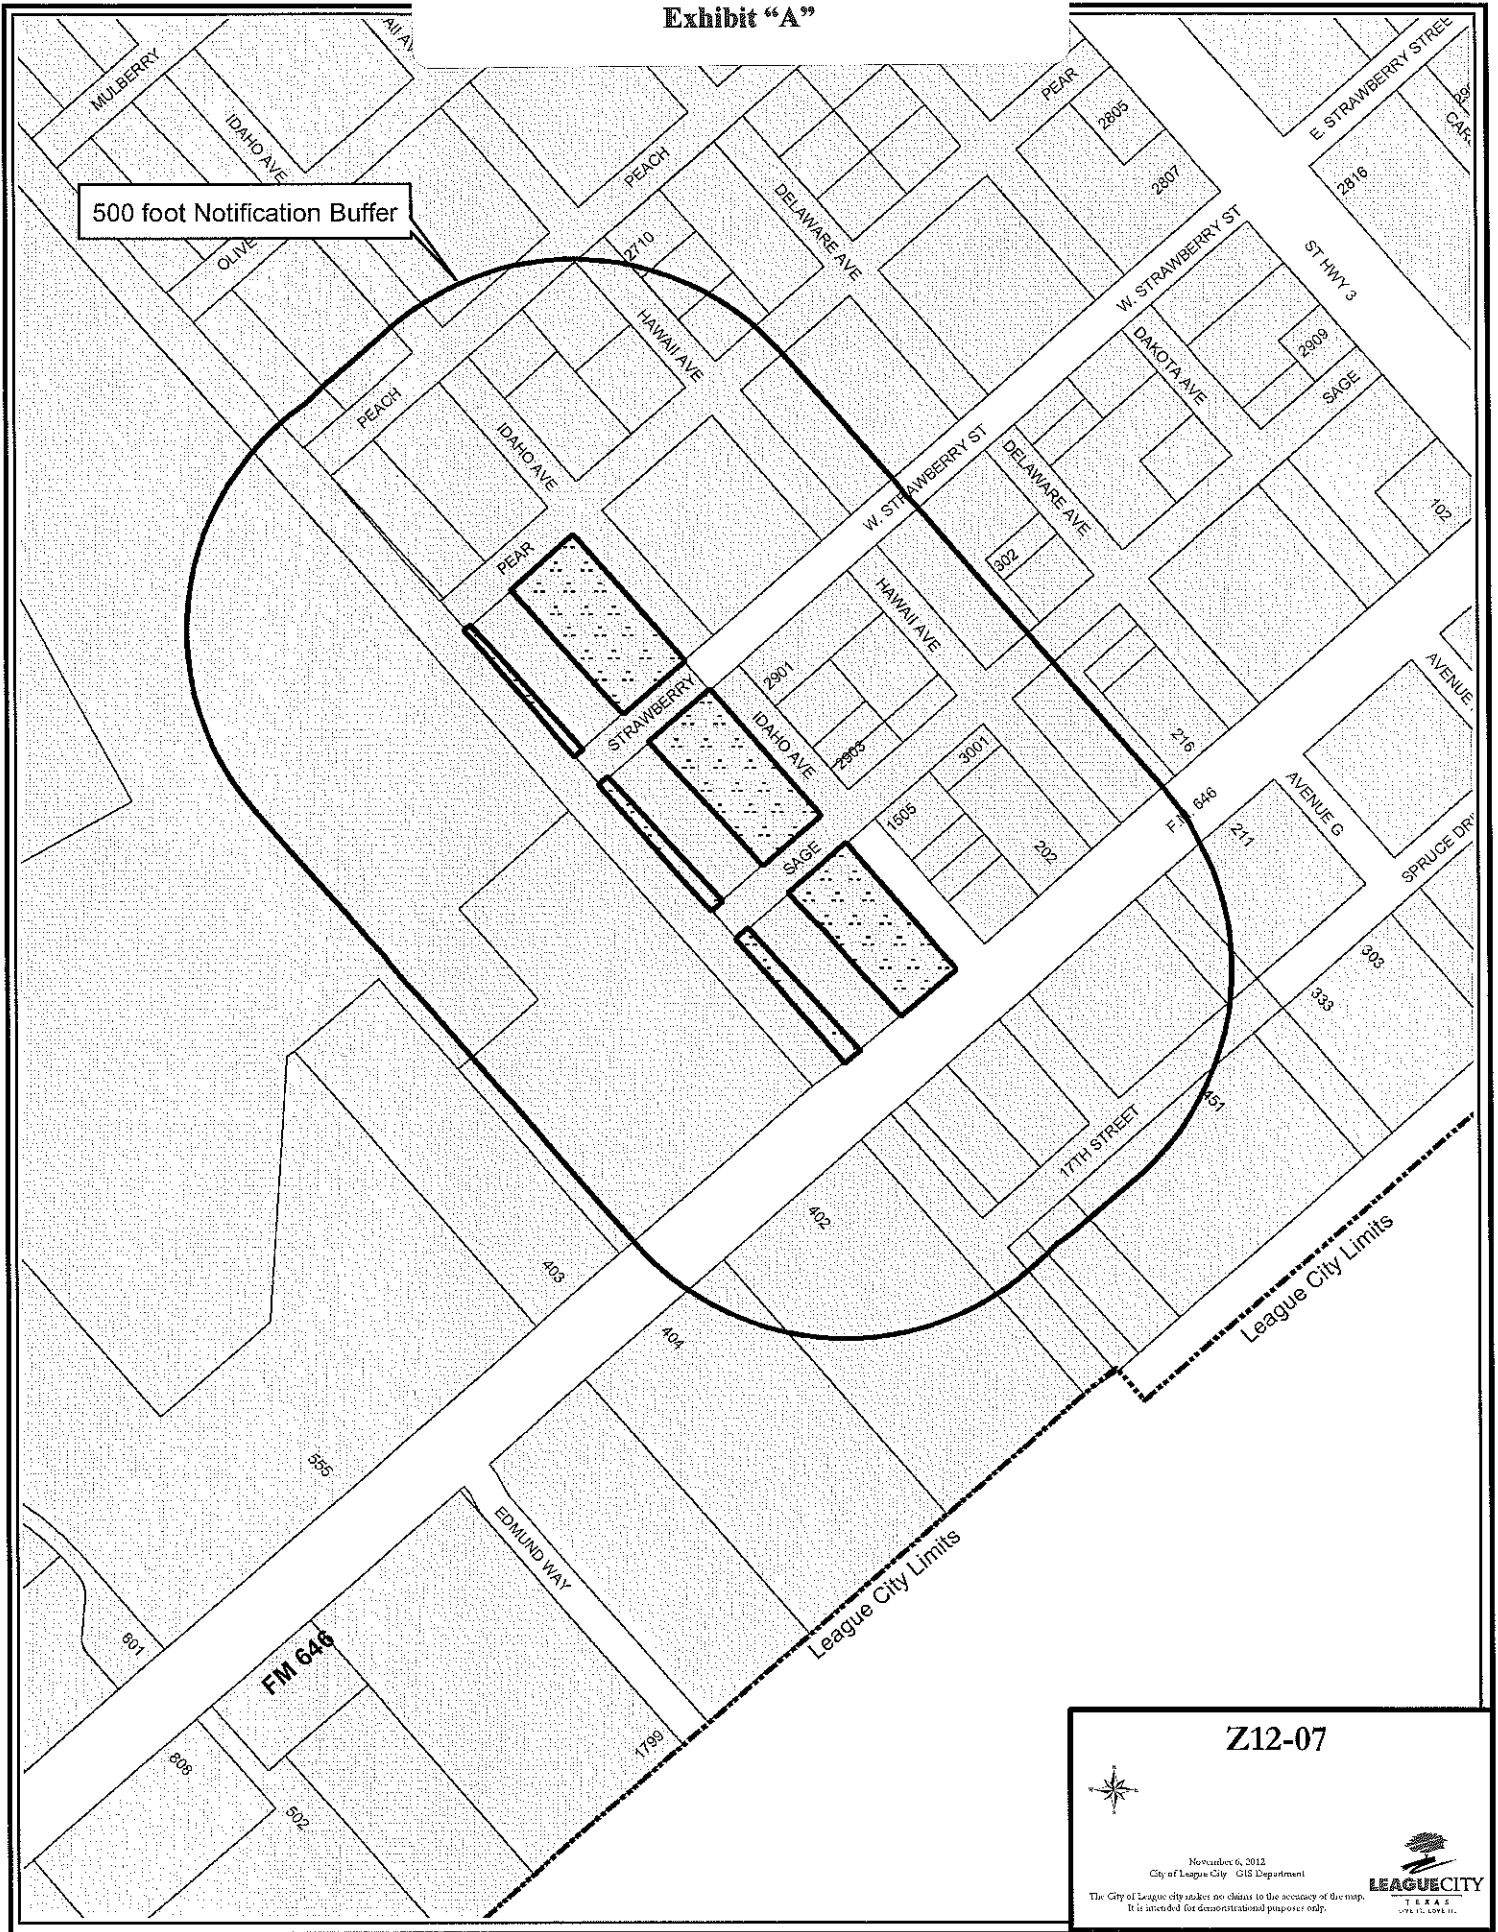 Exhibit “A”
MULBERRY
IDAHO AVE
PEAR
2805
E. STRAWBERRY STREE
2807
2816
PEACH
DELAWARE AVE
500 foot Notification Buffer
OLIVE
2710
W. STRAWBERRY ST
ST HWY 3
HAWAII AVE
DAKOTA AVE
2909
SAGE
PEACH
IDAHO AVE
W. STRAWBERRY ST
DELAWARE AVE
102
PEAR
302
HAWAII AVE
2901
AVENUE
STRAWBERRY
IDAHO AVE
2903
3001
216
1505
202
SAGE
646
211
AVENUE G
SPRUCE DRI
303
333
451
17TH STREET
402
403
404
League City Limits
555
EDMUND WAY
League City Limits
601
FM 646
1799
808
502
Z12-07
November 6, 2012
City of League City GIS Department
The City of League city makes no claims to the accuracy of the map.
It is intended for demonstrational purposes only.
LEAGUECITY
TEXAS